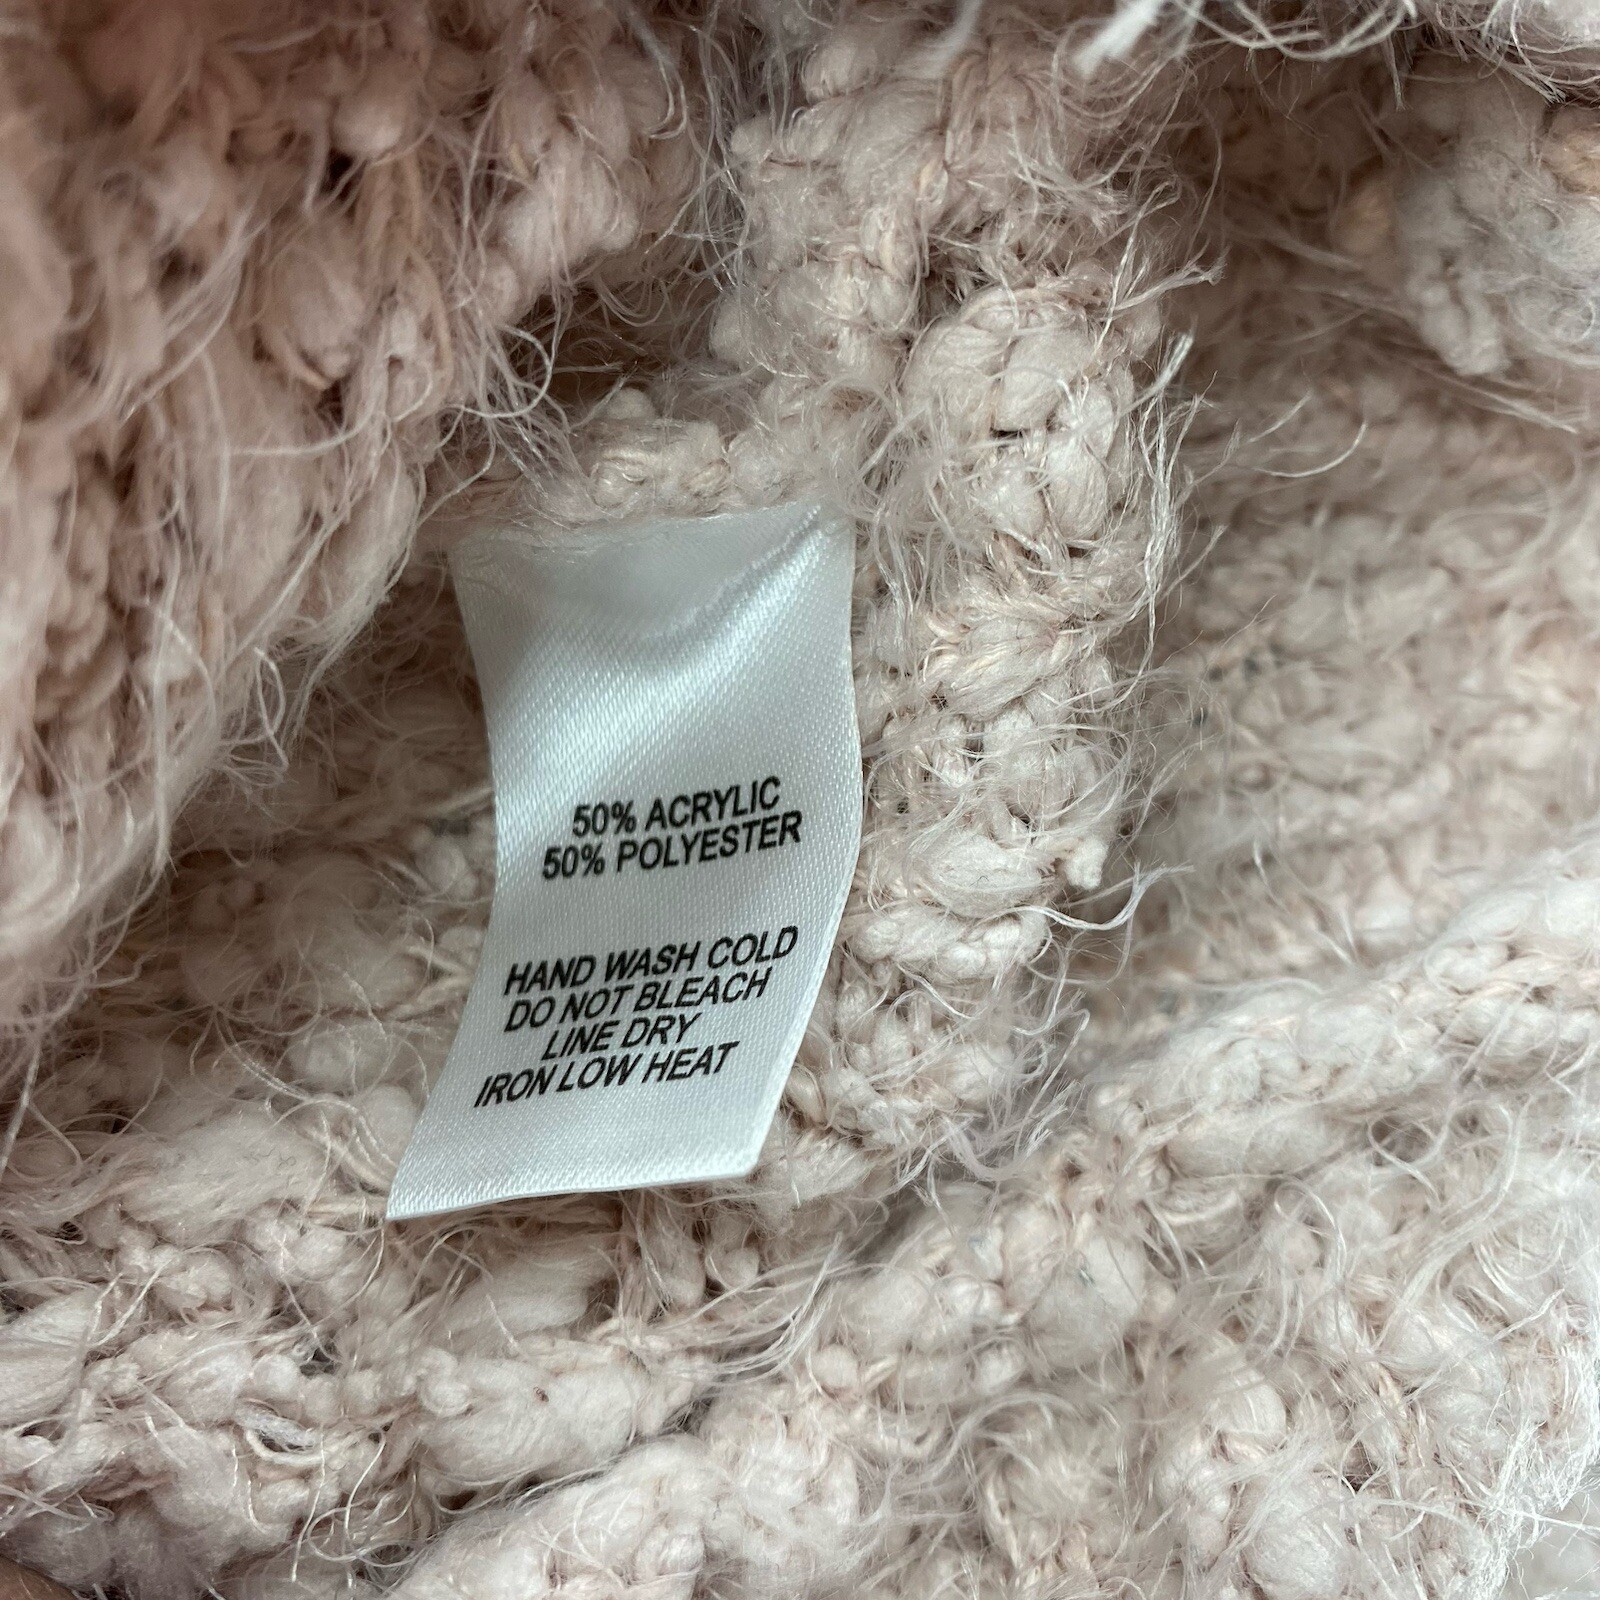 50% ACRYLIC
50% POLYESTER
HAND WASH COLD
DO NOT BLEACH
LINE DRY
IRON LOW HEAT